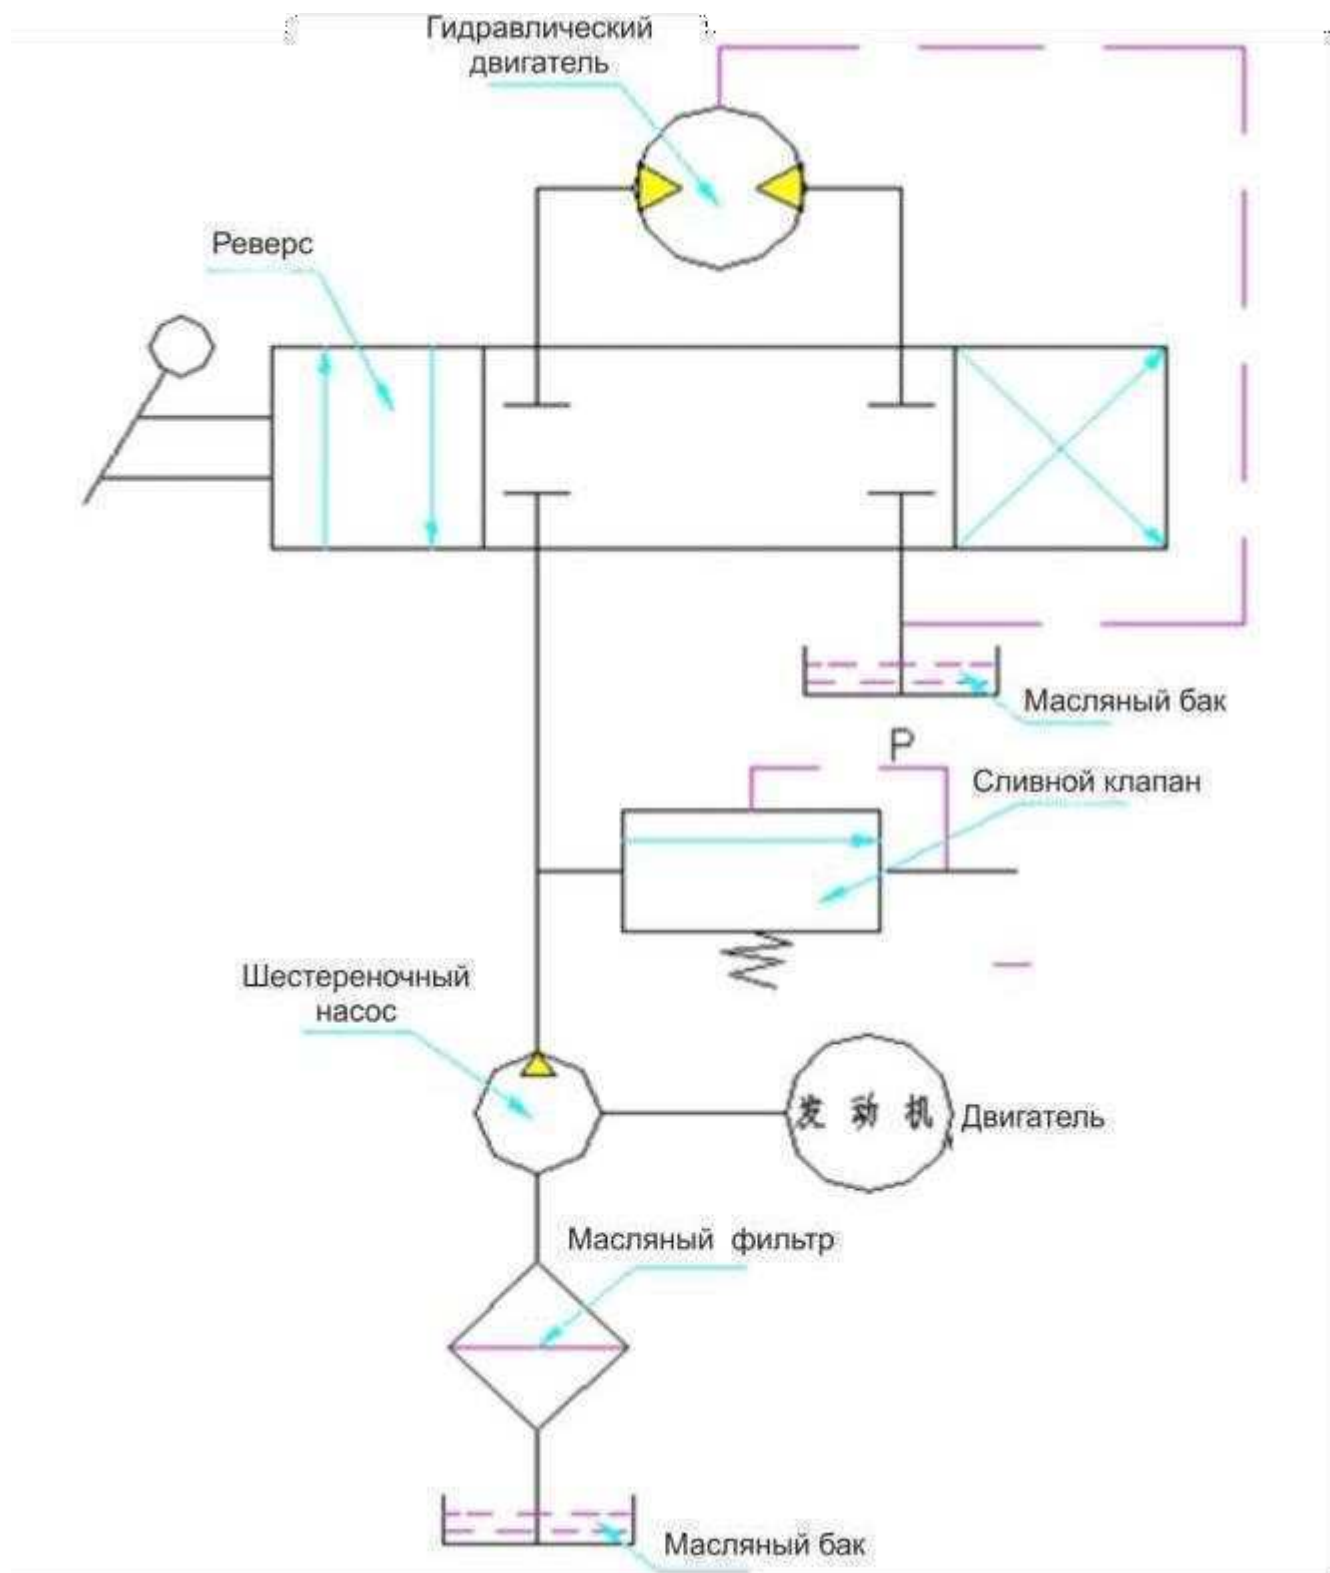 Гидравлический
двигатель
Реверс
Масляный бак
P
Сливной клапан
Шестереночный
насос
发动机
Двигатель
Масляный фильтр
Масляный бак